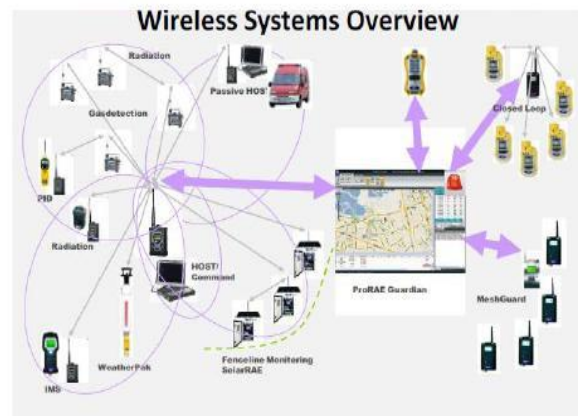 Wireless Systems Overview
Radiation
Passive HOST
Gasdetection
Closed Loop
PID
Radiation
HOST/
Command
ProRAE Guardian
MeshGuard
WeatherPak
Fenceline Monitoring
SolarRAE
IMS